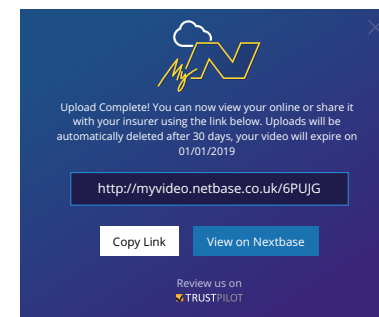 My N
Upload Complete! You can now view your online or share it
with your insurer using the link below. Uploads will be
automatically deleted after 30 days, your video will expire on
01/01/2019
http://myvideo.netbase.co.uk/6PUJG
Copy Link
View on Nextbase
Review us on
TRUSTPILOT